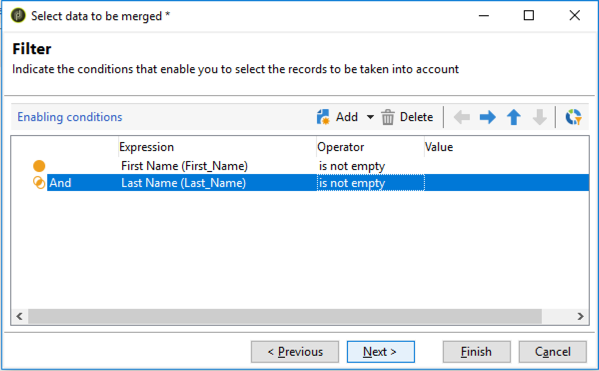 Select data to be merged *
Filter
Indicate the conditions that enable you to select the records to be taken into account
Enabling conditions Add Delete
Expression Operator Value
First Name (First_Name) is not empty
And Last Name (Last_Name) is not empty
< Previous Next > Finish Cancel